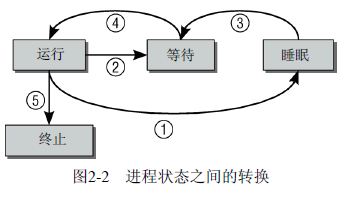 ④ ③
运行 等待 睡眠
②
⑤
①
终止
图2-2 进程状态之间的转换